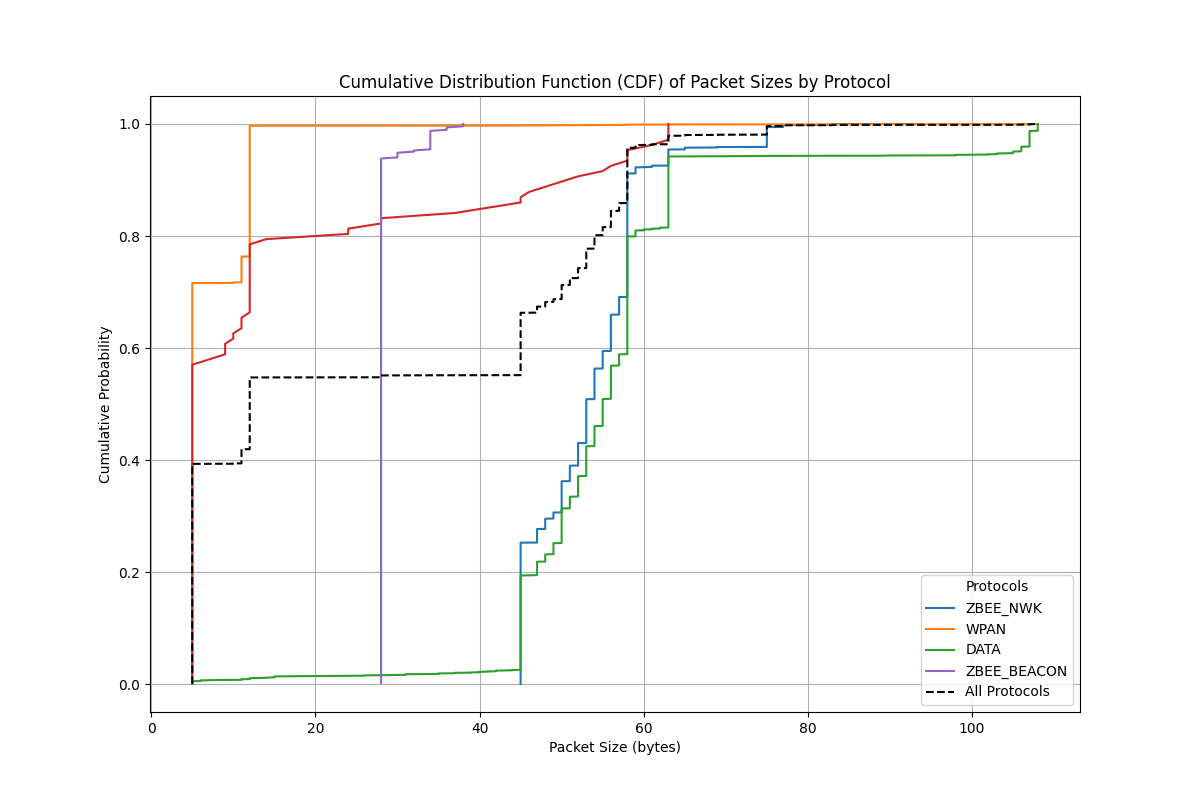 Cumulative Distribution Function (CDF) of Packet Sizes by Protocol
1.0
0.8
0.6
0.4
0.2
0.0
Cumulative Probability
0 20 40 60 80 100
Packet Size (bytes)
Protocols
ZBEE_NWK
WPAN
DATA
ZBEE_BEACON
All Protocols